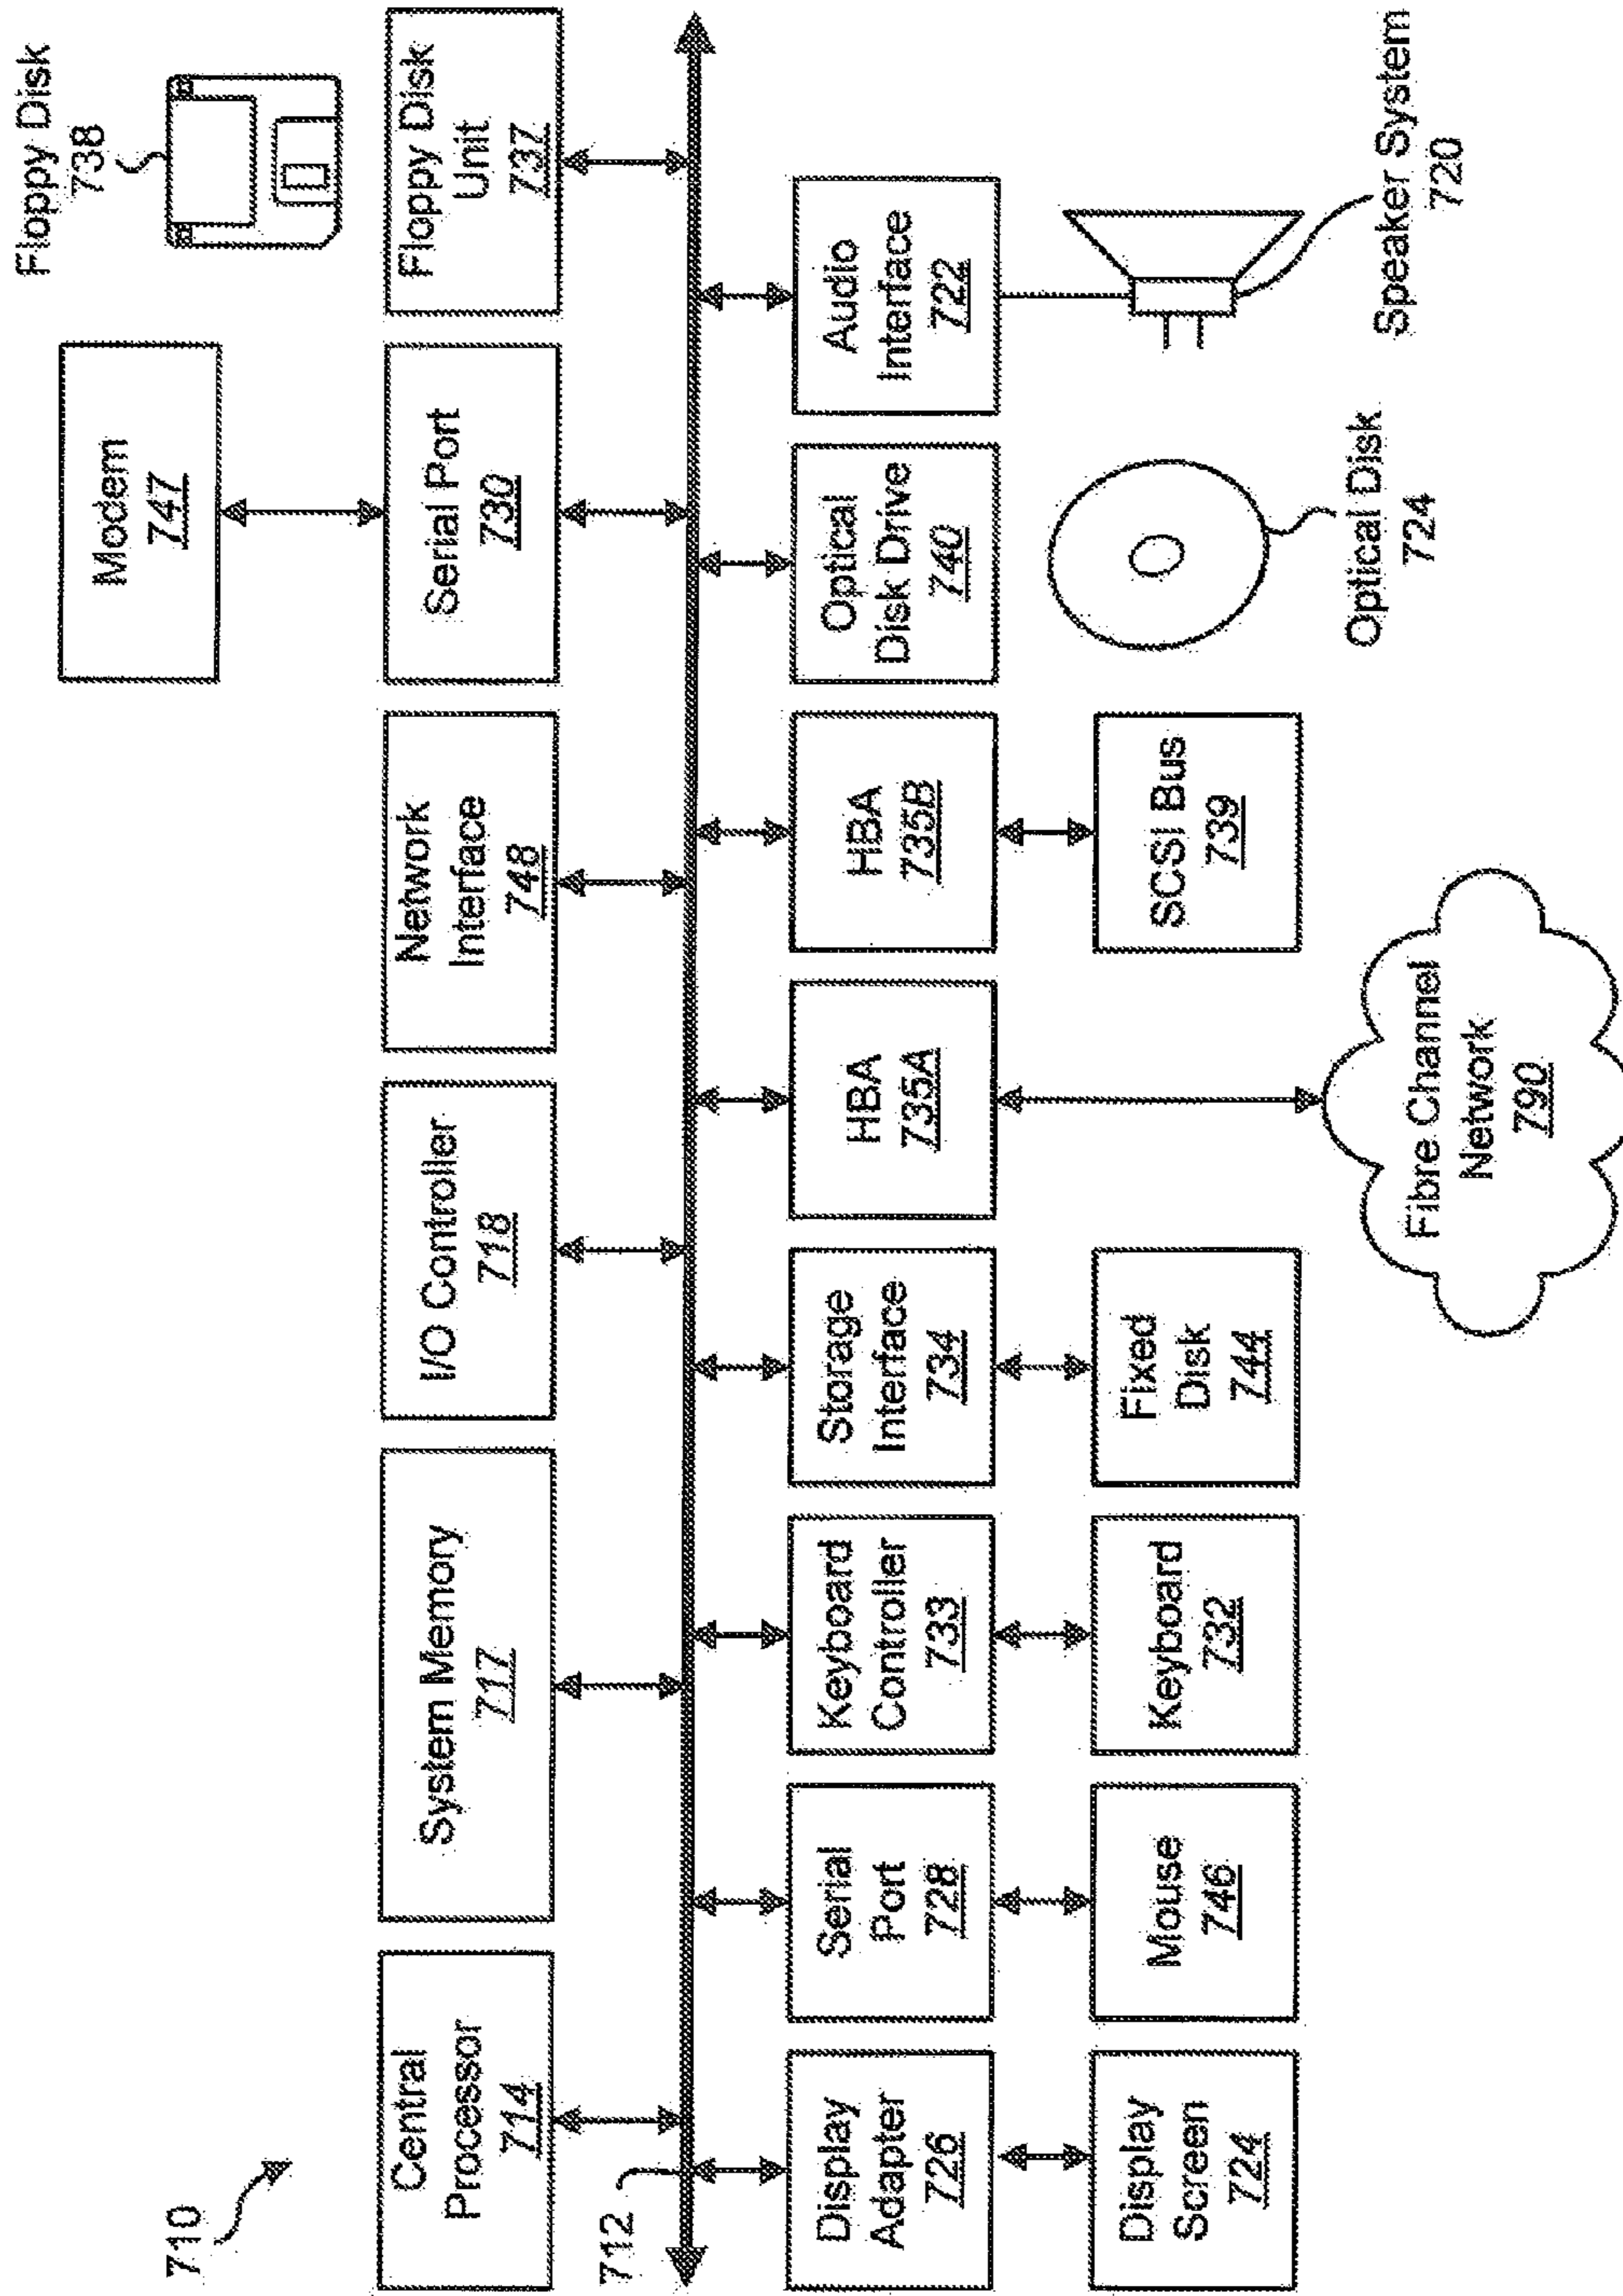 710
Central
Processor
714
System Memory
717
I/O Controller
718
Network
Interface
748
Modem
747
Serial Port
730
Floppy Disk
738
Floppy Disk
Unit
737
712
Display
Adapter
726
Serial
Port
728
Keyboard
Controller
733
Storage
Interface
734
HBA
735A
HBA
735B
Optical
Disk Drive
740
Audio
Interface
722
Display
Screen
724
Mouse
746
Keyboard
732
Fixed
Disk
744
Fibre Channel
Network
790
SCSI Bus
739
Optical Disk
724
Speaker System
720